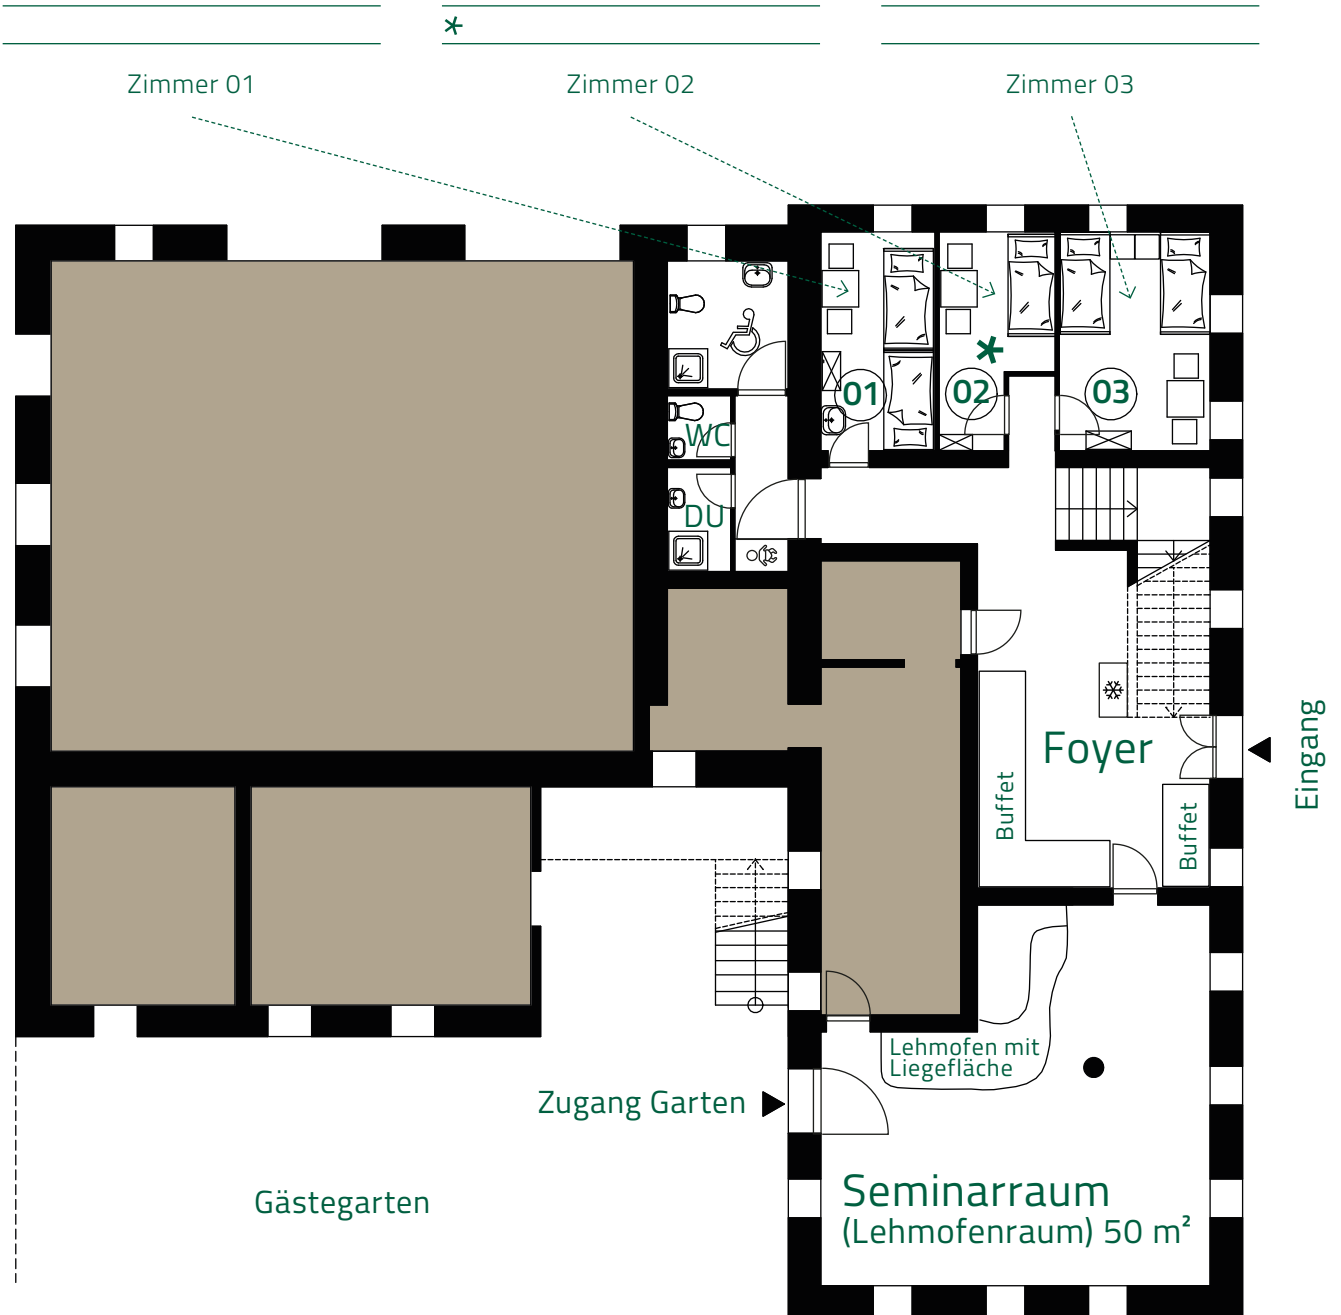 *
Zimmer 01
Zimmer 02
Zimmer 03
*
01
02
03
WC
DU
Foyer
Eingang
Buffet
Buffet
Lehmofen mit
Liegefläche
Zugang Garten
Seminarraum
(Lehmofenraum) 50 m²
Gästegarten